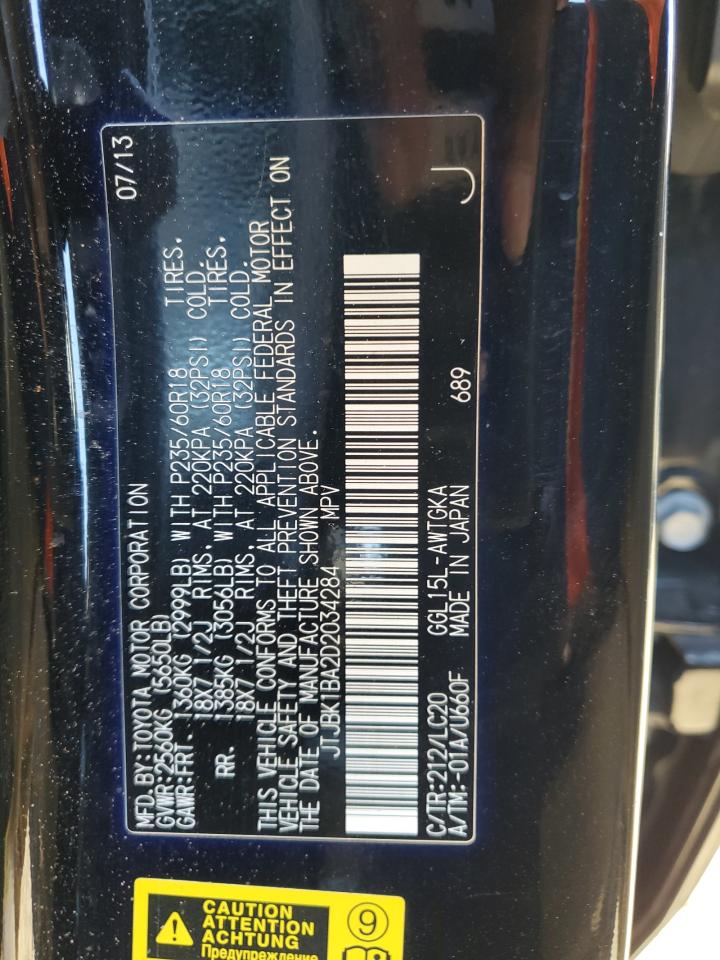 MFD. BY: TOYOTA MOTOR CORPORATION 07/13
GVWR: 2560KG (5650LB)
GAWR: FRT. 1360KG (2999LB) WITH P235/60R18 TIRES.
18X7 1/2J RIMS. AT 220KPA (32PSI) COLD.
RR. 1385KG (3056LB) WITH P235/60R18 TIRES.
18X7 1/2J RIMS. AT 220KPA (32PSI) COLD.
THIS VEHICLE CONFORMS TO ALL APPLICABLE FEDERAL MOTOR
VEHICLE SAFETY AND THEFT PREVENTION STANDARDS IN EFFECT ON
THE DATE OF MANUFACTURE SHOWN ABOVE.
JTJBK1BA2D2034284 MPV
C/TR: 212/LC20 GGL15L-AWTGKA J
A/TM: -01A/U660F MADE IN JAPAN 689
CAUTION
ATTENTION
ACHTUNG
Предупреждение
9